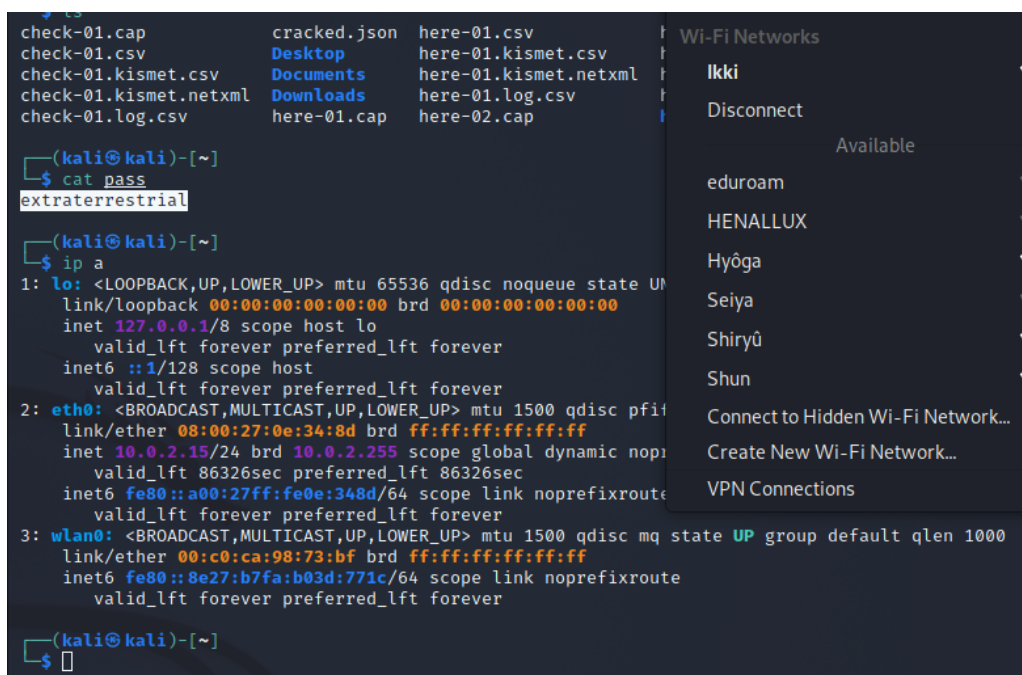 $ ls
check-01.cap cracked.json here-01.csv
check-01.csv Desktop here-01.kismet.csv
check-01.kismet.csv Documents here-01.kismet.netxml
check-01.kismet.netxml Downloads here-01.log.csv
check-01.log.csv here-01.cap here-02.cap
(kali㉿kali)-[~]
$ cat pass
extraterrestrial
(kali㉿kali)-[~]
$ ip a
1: lo: <LOOPBACK,UP,LOWER_UP> mtu 65536 qdisc noqueue state
link/loopback 00:00:00:00:00:00 brd 00:00:00:00:00:00
inet 127.0.0.1/8 scope host lo
valid_lft forever preferred_lft forever
inet6 ::1/128 scope host
valid_lft forever preferred_lft forever
2: eth0: <BROADCAST,MULTICAST,UP,LOWER_UP> mtu 1500 qdisc
link/ether 08:00:27:0e:34:8d brd ff:ff:ff:ff:ff:ff
inet 10.0.2.15/24 brd 10.0.2.255 scope global dynamic
valid_lft 86326sec preferred_lft 86326sec
inet6 fe80::a00:27ff:fe0e:348d/64 scope link noprefixroute
valid_lft forever preferred_lft forever
3: wlan0: <BROADCAST,MULTICAST,UP,LOWER_UP> mtu 1500 qdisc mq state UP group default qlen 1000
link/ether 00:c0:ca:98:73:bf brd ff:ff:ff:ff:ff:ff
inet6 fe80::8e27:b7fa:b03d:771c/64 scope link noprefixroute
valid_lft forever preferred_lft forever
(kali㉿kali)-[~]
$
Wi-Fi Networks
Ikki
Disconnect
Available
eduroam
HENALLUX
Hyôga
Seiya
Shiryû
Shun
Connect to Hidden Wi-Fi Network...
Create New Wi-Fi Network...
VPN Connections